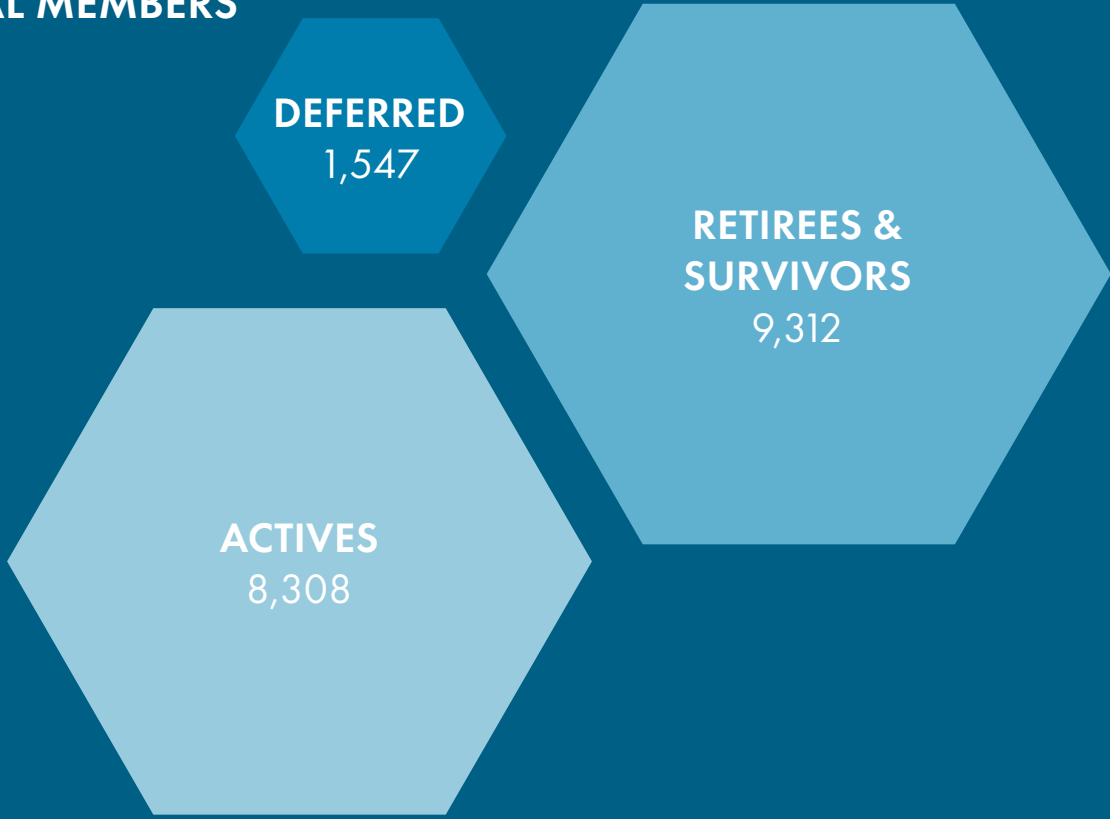 MEMBERS
DEFERRED
1,547
RETIREES &
SURVIVORS
9,312
ACTIVES
8,308